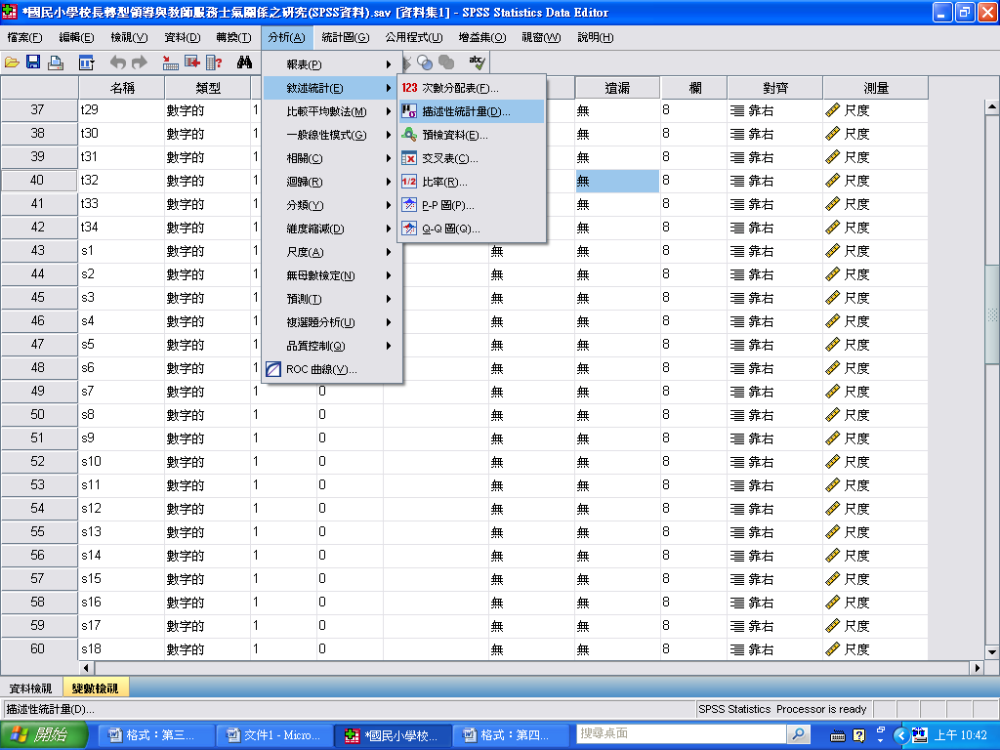 *國民小學校長轉型領導與教師服務士氣關係之研究(SPSS資料).sav [資料集1] - SPSS Statistics Data Editor
檔案(F) 編輯(E) 檢視(V) 資料(D) 轉換(T) 分析(A) 統計圖(G) 公用程式(U) 增益集(O) 視窗(W) 說明(H)
報表(P)
敘述統計(E)
比較平均數法(M)
一般線性模式(G)
相關(C)
迴歸(R)
分類(Y)
維度縮減(D)
尺度(A)
無母數檢定(N)
預測(T)
複選題分析(U)
品質控制(Q)
ROC 曲線(V)...
123 次數分配表(F)...
描述性統計量(D)...
預檢資料(E)...
交叉表(C)...
1/2 比率(R)...
P-P 圖(P)...
Q-Q 圖(Q)...
名稱 類型 遺漏 欄 對齊 測量
37 t29 數字的 1 無 8 靠右 尺度
38 t30 數字的 1 無 8 靠右 尺度
39 t31 數字的 1 無 8 靠右 尺度
40 t32 數字的 1 無 8 靠右 尺度
41 t33 數字的 1 無 8 靠右 尺度
42 t34 數字的 1 無 8 靠右 尺度
43 s1 數字的 1 無 無 8 靠右 尺度
44 s2 數字的 1 無 無 8 靠右 尺度
45 s3 數字的 1 無 無 8 靠右 尺度
46 s4 數字的 1 無 無 8 靠右 尺度
47 s5 數字的 1 無 無 8 靠右 尺度
48 s6 數字的 1 無 無 8 靠右 尺度
49 s7 數字的 1 0 無 無 8 靠右 尺度
50 s8 數字的 1 0 無 無 8 靠右 尺度
51 s9 數字的 1 0 無 無 8 靠右 尺度
52 s10 數字的 1 0 無 無 8 靠右 尺度
53 s11 數字的 1 0 無 無 8 靠右 尺度
54 s12 數字的 1 0 無 無 8 靠右 尺度
55 s13 數字的 1 0 無 無 8 靠右 尺度
56 s14 數字的 1 0 無 無 8 靠右 尺度
57 s15 數字的 1 0 無 無 8 靠右 尺度
58 s16 數字的 1 0 無 無 8 靠右 尺度
59 s17 數字的 1 0 無 無 8 靠右 尺度
60 s18 數字的 1 0 無 無 8 靠右 尺度
資料檢視 變數檢視
描述性統計量(D)... SPSS Statistics Processor is ready
開始 格式：第三... 文件1 - Micro... *國民小學校... 格式：第四... 搜尋桌面 上午 10:42